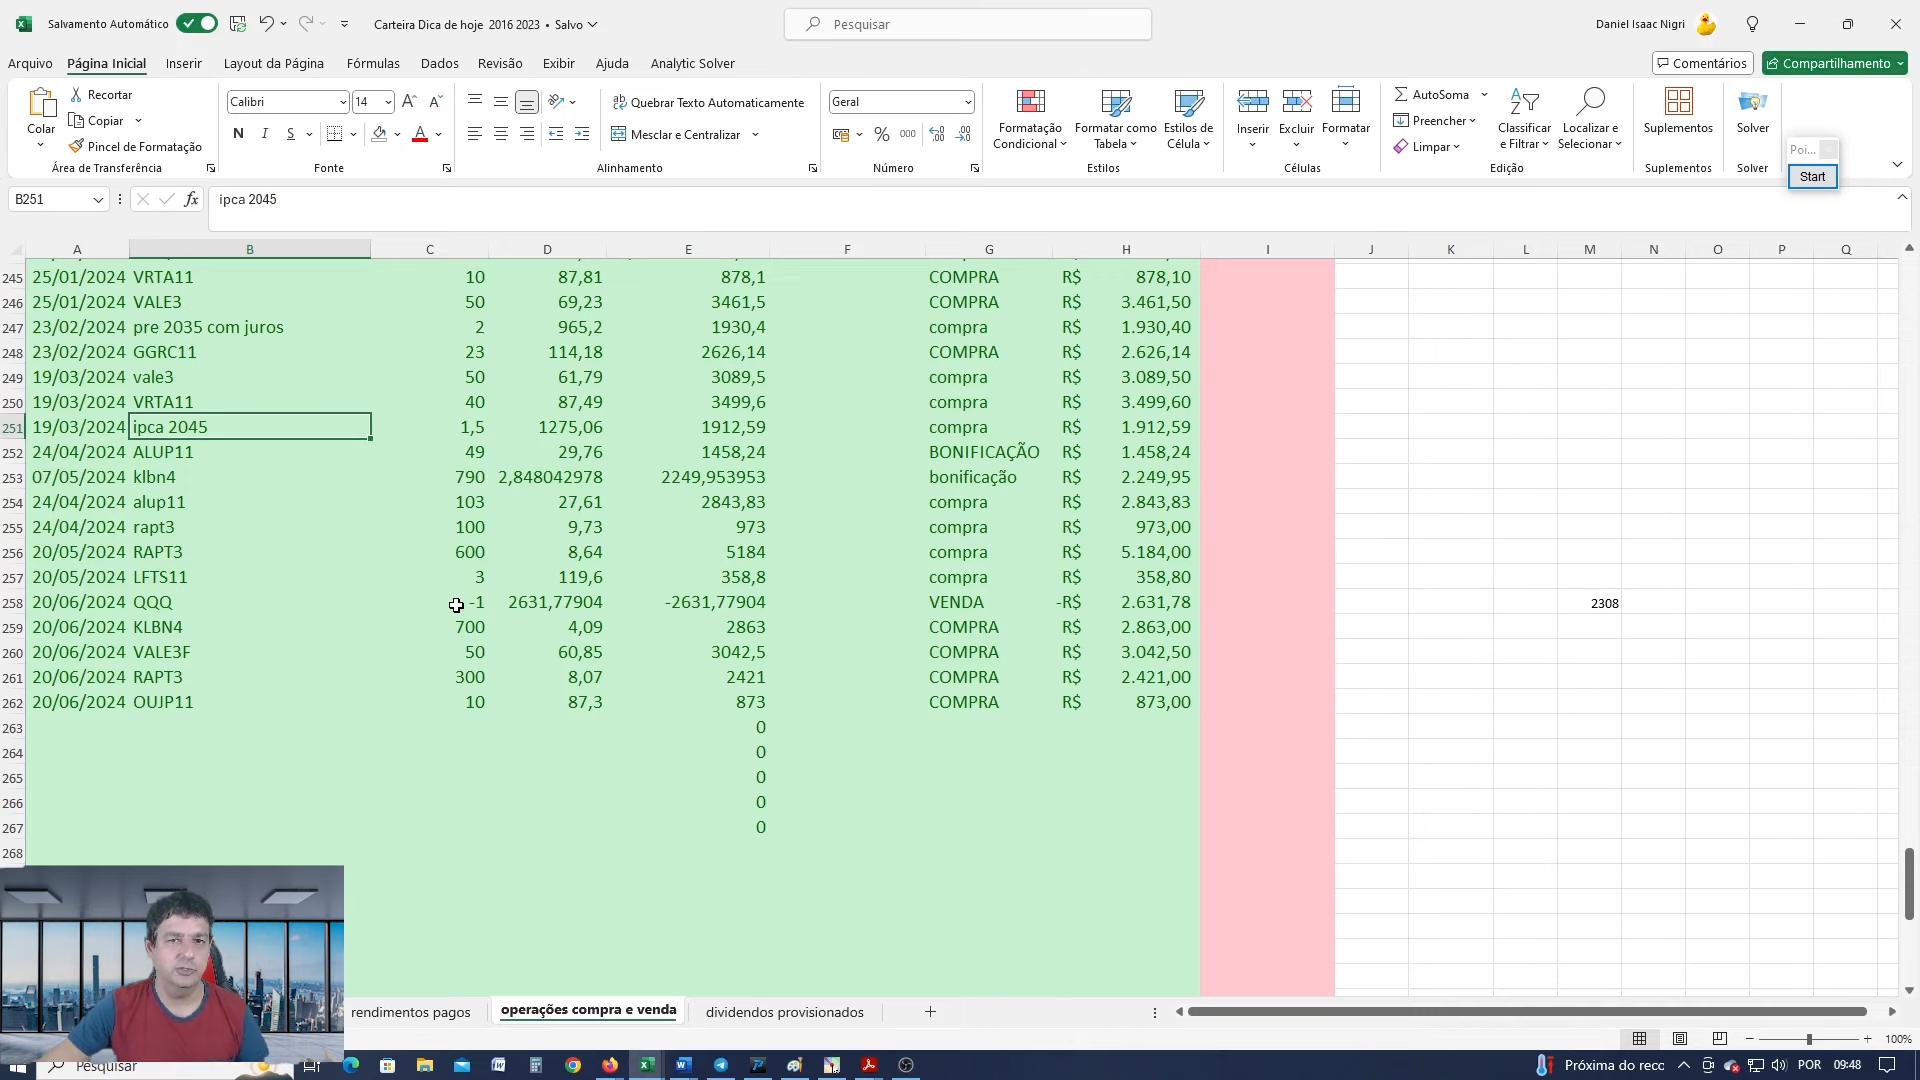 Salvamento Automático
Carteira Dica de hoje 2016 2023 • Salvo
Pesquisar
Daniel Isaac Nigri
Arquivo Página Inicial Inserir Layout da Página Fórmulas Dados Revisão Exibir Ajuda Analytic Solver
Comentários Compartilhamento
Colar
Recortar
Copiar
Pincel de Formatação
Área de Transferência
Calibri 14
N I S
Fonte
Quebrar Texto Automaticamente
Mesclar e Centralizar
Alinhamento
Geral
% 000
Número
Formatação Condicional
Formatar como Tabela
Estilos de Célula
Estilos
Inserir
Excluir
Formatar
Células
AutoSoma
Preencher
Limpar
Classificar e Filtrar
Localizar e Selecionar
Edição
Suplementos
Suplementos
Solver
Solver
Poi...
Start
B251 fx ipca 2045
A B C D E F G H I J K L M N O P Q
245 25/01/2024 VRTA11 10 87,81 878,1 COMPRA R$ 878,10
246 25/01/2024 VALE3 50 69,23 3461,5 COMPRA R$ 3.461,50
247 23/02/2024 pre 2035 com juros 2 965,2 1930,4 compra R$ 1.930,40
248 23/02/2024 GGRC11 23 114,18 2626,14 COMPRA R$ 2.626,14
249 19/03/2024 vale3 50 61,79 3089,5 compra R$ 3.089,50
250 19/03/2024 VRTA11 40 87,49 3499,6 compra R$ 3.499,60
251 19/03/2024 ipca 2045 1,5 1275,06 1912,59 compra R$ 1.912,59
252 24/04/2024 ALUP11 49 29,76 1458,24 BONIFICAÇÃO R$ 1.458,24
253 07/05/2024 klbn4 790 2,848042978 2249,953953 bonificação R$ 2.249,95
254 24/04/2024 alup11 103 27,61 2843,83 compra R$ 2.843,83
255 24/04/2024 rapt3 100 9,73 973 compra R$ 973,00
256 20/05/2024 RAPT3 600 8,64 5184 compra R$ 5.184,00
257 20/05/2024 LFTS11 3 119,6 358,8 compra R$ 358,80
258 20/06/2024 QQQ -1 2631,77904 -2631,77904 VENDA -R$ 2.631,78 2308
259 20/06/2024 KLBN4 700 4,09 2863 COMPRA R$ 2.863,00
260 20/06/2024 VALE3F 50 60,85 3042,5 COMPRA R$ 3.042,50
261 20/06/2024 RAPT3 300 8,07 2421 COMPRA R$ 2.421,00
262 20/06/2024 OUJP11 10 87,3 873 COMPRA R$ 873,00
263 0
264 0
265 0
266 0
267 0
268
rendimentos pagos operações compra e venda dividendos provisionados
100%
Pesquisar
Próxima do recc
POR 09:48